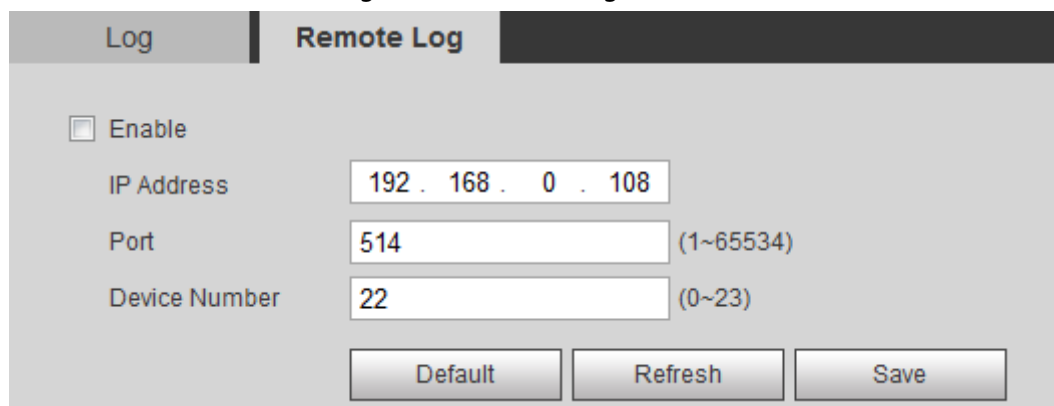 Log Remote Log
Enable
IP Address 192 . 168 . 0 . 108
Port 514 (1~65534)
Device Number 22 (0~23)
Default Refresh Save